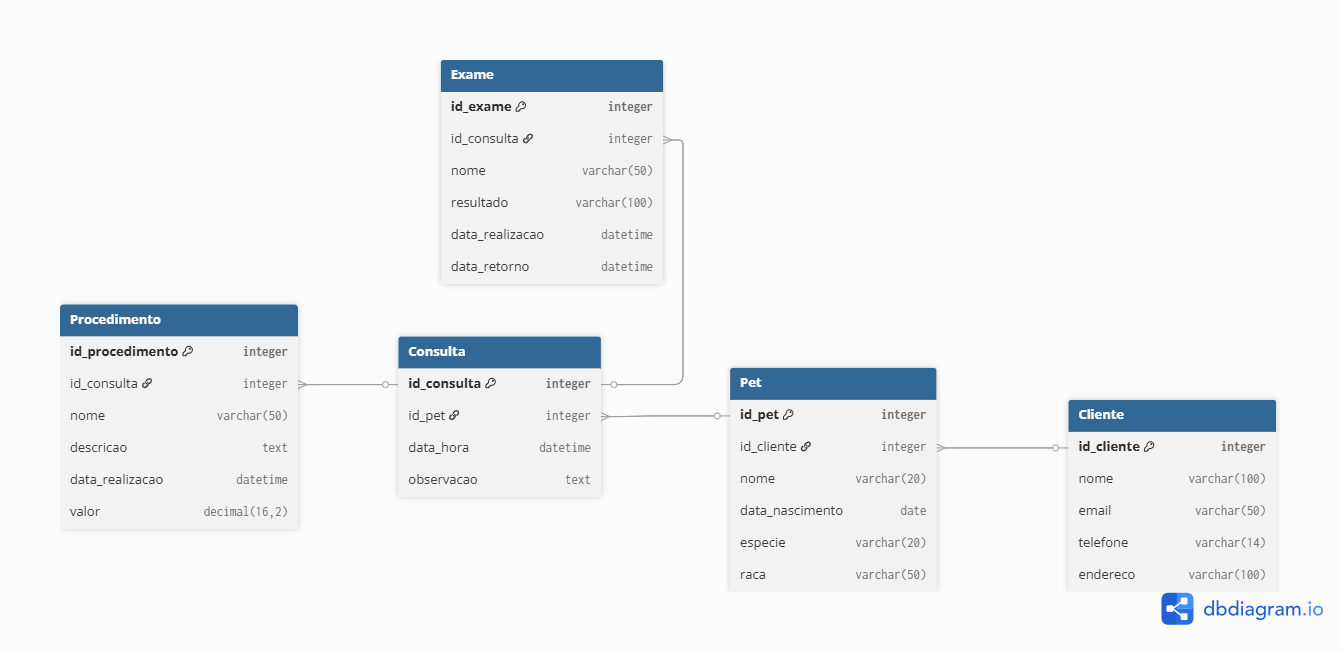 Exame
id_exame integer
id_consulta integer
nome varchar(50)
resultado varchar(100)
data_realizacao datetime
data_retorno datetime
Procedimento
id_procedimento integer
id_consulta integer
nome varchar(50)
descricao text
data_realizacao datetime
valor decimal(16,2)
Consulta
id_consulta integer
id_pet integer
data_hora datetime
observacao text
Pet
id_pet integer
id_cliente integer
nome varchar(20)
data_nascimento date
especie varchar(20)
raca varchar(50)
Cliente
id_cliente integer
nome varchar(100)
email varchar(50)
telefone varchar(14)
endereco varchar(100)
dbdiagram.io